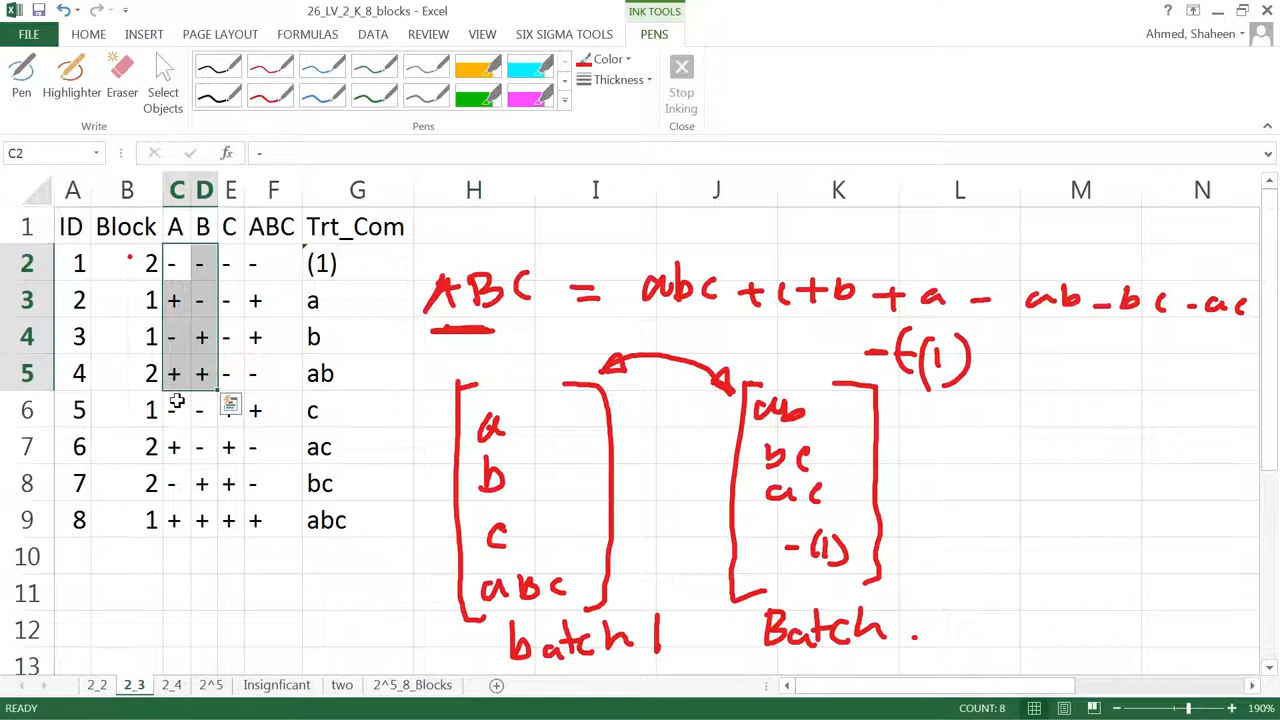 26_LV_2_K_8_blocks - Excel
INK TOOLS
FILE HOME INSERT PAGE LAYOUT FORMULAS DATA REVIEW VIEW SIX SIGMA TOOLS PENS Ahmed, Shaheen
Pen Highlighter Eraser Select Objects Color Thickness Stop Inking
Write Pens Close
C2 fx -
A B C D E F G H I J K L M N
1 ID Block A B C ABC Trt_Com
2 1 2 - - - - (1)
3 2 1 + - - + a
4 3 1 - + - + b
5 4 2 + + - - ab
6 5 1 - - + c
7 6 2 + - + - ac
8 7 2 - + + - bc
9 8 1 + + + + abc
10
11
12
13
ABC = abc + c + b + a - ab - bc - ac
- (1)
a
b
c
abc
batch 1
ab
bc
ac
- (1)
Batch .
2_2 2_3 2_4 2^5 Insignficant two 2^5_8_Blocks
READY COUNT: 8 190%